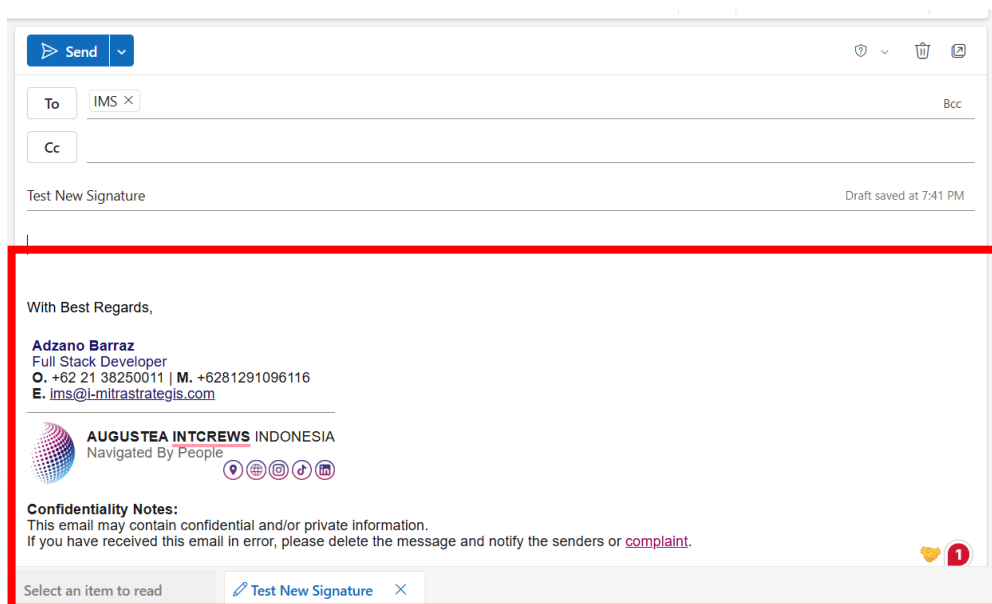 Send
To
IMS
Bcc
Cc
Test New Signature
Draft saved at 7:41 PM
With Best Regards,
Adzano Barraz
Full Stack Developer
O. +62 21 38250011 | M. +6281291096116
E. ims@i-mitrastrategis.com
AUGUSTEA INTCREWS INDONESIA
Navigated By People
Confidentiality Notes:
This email may contain confidential and/or private information.
If you have received this email in error, please delete the message and notify the senders or complaint.
1
Select an item to read
Test New Signature